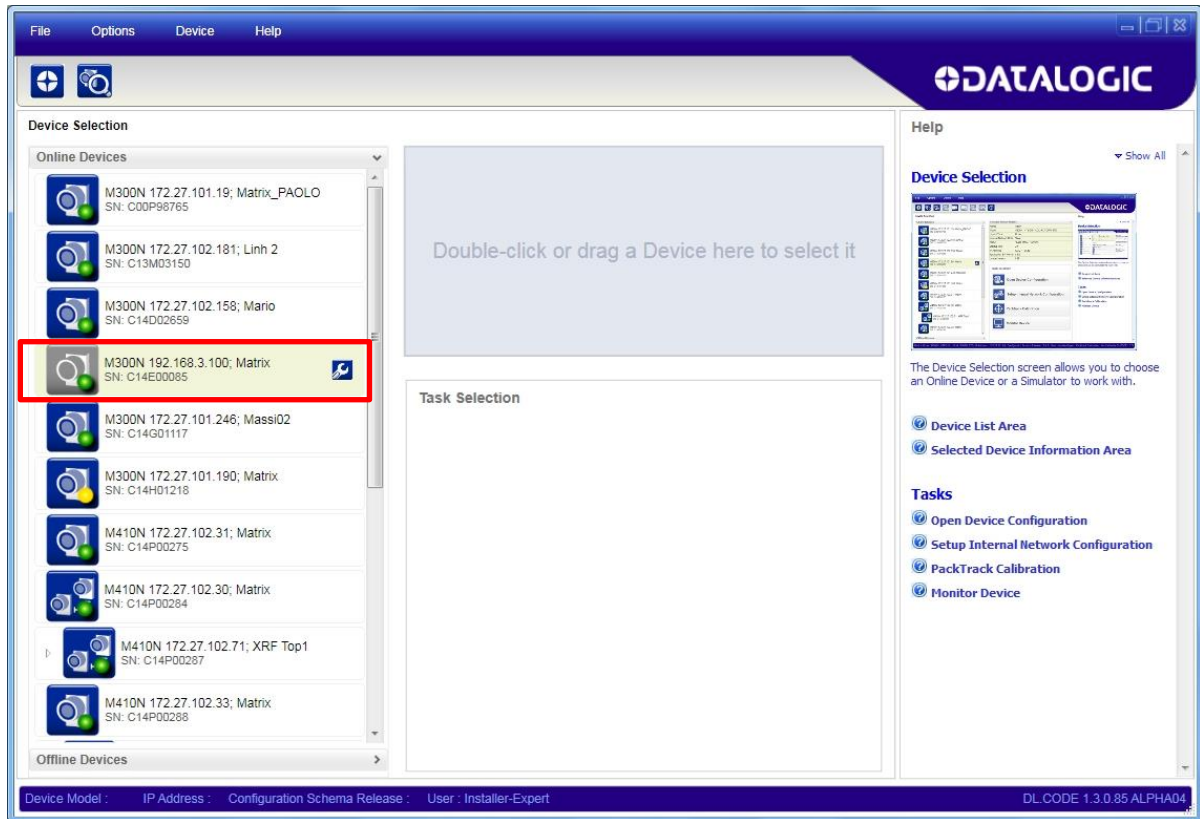 File Options Device Help
DATALOGIC
Device Selection
Online Devices
M300N 172.27.101.19; Matrix_PAOLO
SN: C00P98765
M300N 172.27.102.181; Linh 2
SN: C13M03150
M300N 172.27.102.158; Mario
SN: C14D02659
M300N 192.168.3.100; Matrix
SN: C14E00085
M300N 172.27.101.246; Massi02
SN: C14G01117
M300N 172.27.101.190; Matrix
SN: C14H01218
M410N 172.27.102.31; Matrix
SN: C14P00275
M410N 172.27.102.30; Matrix
SN: C14P00284
M410N 172.27.102.71; XRF Top1
SN: C14P00287
M410N 172.27.102.33; Matrix
SN: C14P00288
Offline Devices
Double-click or drag a Device here to select it
Task Selection
Help
Show All
Device Selection
The Device Selection screen allows you to choose
an Online Device or a Simulator to work with.
Device List Area
Selected Device Information Area
Tasks
Open Device Configuration
Setup Internal Network Configuration
PackTrack Calibration
Monitor Device
Device Model : IP Address : Configuration Schema Release : User : Installer-Expert
DL.CODE 1.3.0.85 ALPHA04